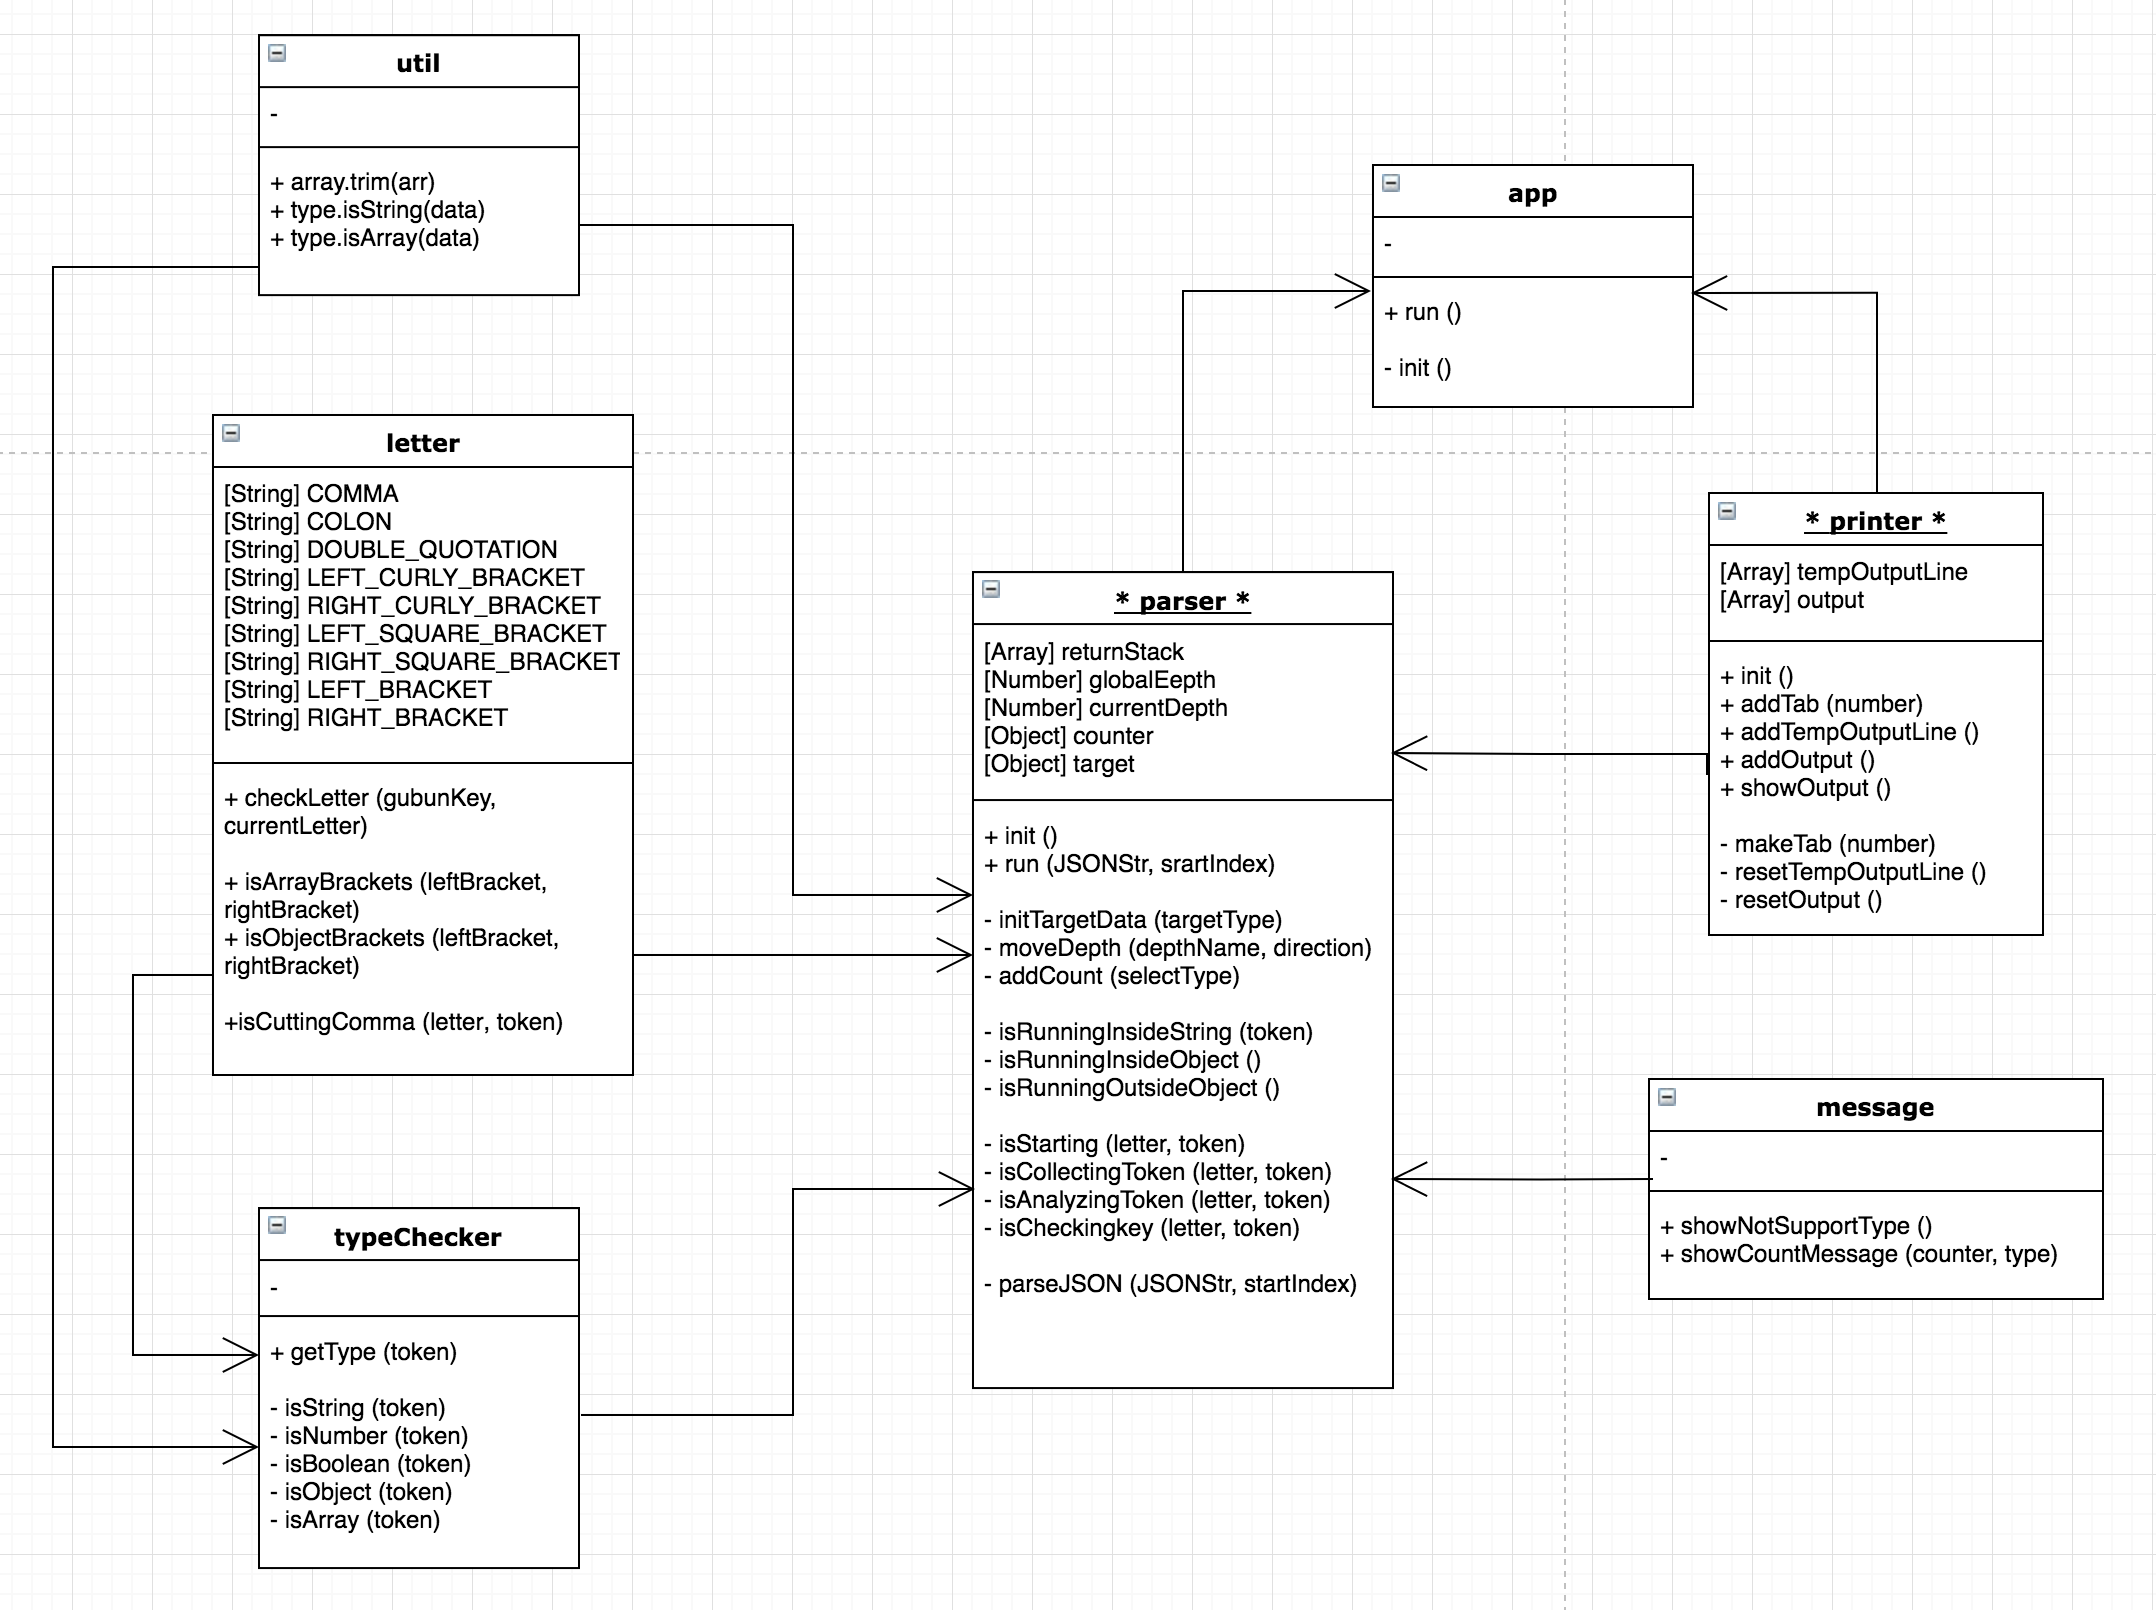 util
-
+ array.trim(arr)
+ type.isString(data)
+ type.isArray(data)
app
-
+ run ()
- init ()
letter
[String] COMMA
[String] COLON
[String] DOUBLE_QUOTATION
[String] LEFT_CURLY_BRACKET
[String] RIGHT_CURLY_BRACKET
[String] LEFT_SQUARE_BRACKET
[String] RIGHT_SQUARE_BRACKET
[String] LEFT_BRACKET
[String] RIGHT_BRACKET
+ checkLetter (gubunKey,
currentLetter)
+ isArrayBrackets (leftBracket,
rightBracket)
+ isObjectBrackets (leftBracket,
rightBracket)
+isCuttingComma (letter, token)
* printer *
[Array] tempOutputLine
[Array] output
+ init ()
+ addTab (number)
+ addTempOutputLine ()
+ addOutput ()
+ showOutput ()
- makeTab (number)
- resetTempOutputLine ()
- resetOutput ()
* parser *
[Array] returnStack
[Number] globalEepth
[Number] currentDepth
[Object] counter
[Object] target
+ init ()
+ run (JSONStr, srartIndex)
- initTargetData (targetType)
- moveDepth (depthName, direction)
- addCount (selectType)
- isRunningInsideString (token)
- isRunningInsideObject ()
- isRunningOutsideObject ()
- isStarting (letter, token)
- isCollectingToken (letter, token)
- isAnalyzingToken (letter, token)
- isCheckingkey (letter, token)
- parseJSON (JSONStr, startIndex)
message
-
+ showNotSupportType ()
+ showCountMessage (counter, type)
typeChecker
-
+ getType (token)
- isString (token)
- isNumber (token)
- isBoolean (token)
- isObject (token)
- isArray (token)